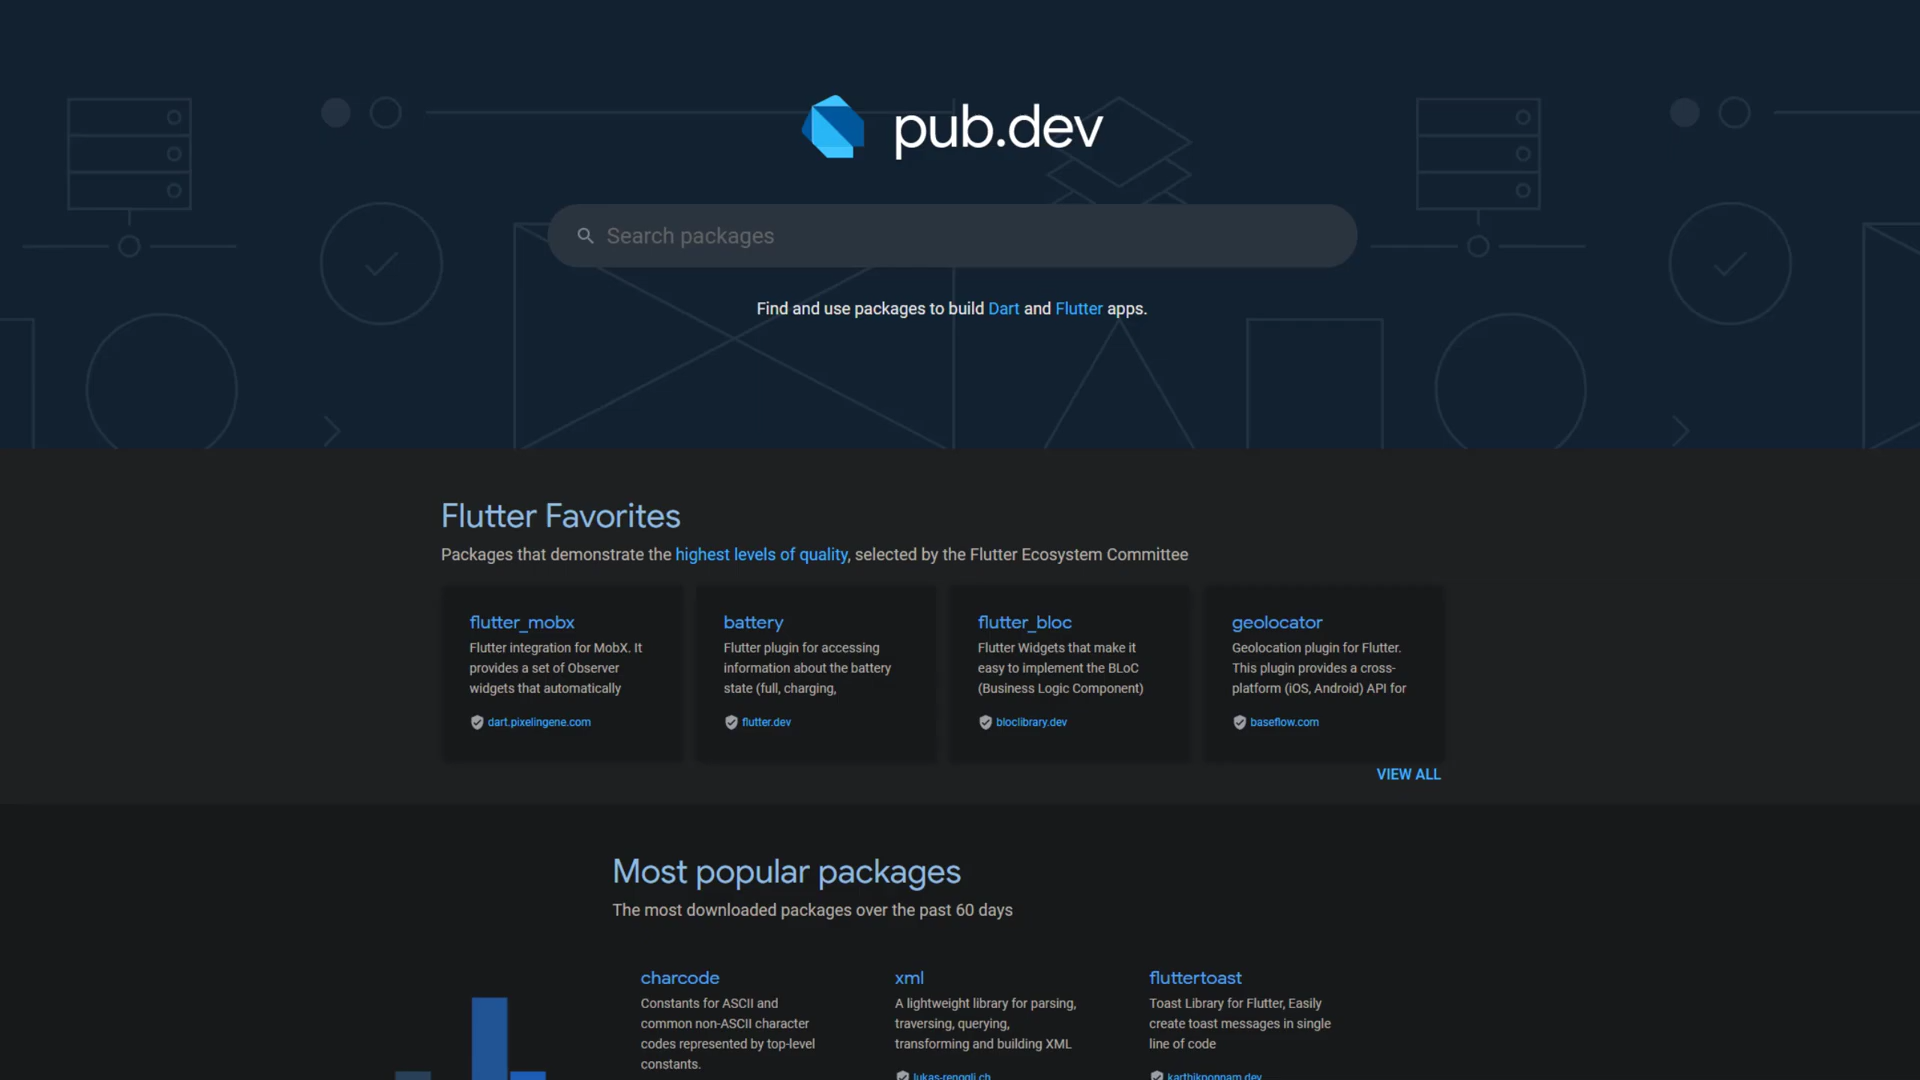 pub.dev
Search packages
Find and use packages to build Dart and Flutter apps.
Flutter Favorites
Packages that demonstrate the highest levels of quality, selected by the Flutter Ecosystem Committee
flutter_mobx
Flutter integration for MobX. It
provides a set of Observer
widgets that automatically
dart.pixelingene.com
battery
Flutter plugin for accessing
information about the battery
state (full, charging,
flutter.dev
flutter_bloc
Flutter Widgets that make it
easy to implement the BLoC
(Business Logic Component)
bloclibrary.dev
geolocator
Geolocation plugin for Flutter.
This plugin provides a cross-
platform (iOS, Android) API for
baseflow.com
VIEW ALL
Most popular packages
The most downloaded packages over the past 60 days
charcode
Constants for ASCII and
common non-ASCII character
codes represented by top-level
constants.
xml
A lightweight library for parsing,
traversing, querying,
transforming and building XML
lukas-renggli.ch
fluttertoast
Toast Library for Flutter, Easily
create toast messages in single
line of code
karthikponnam.dev